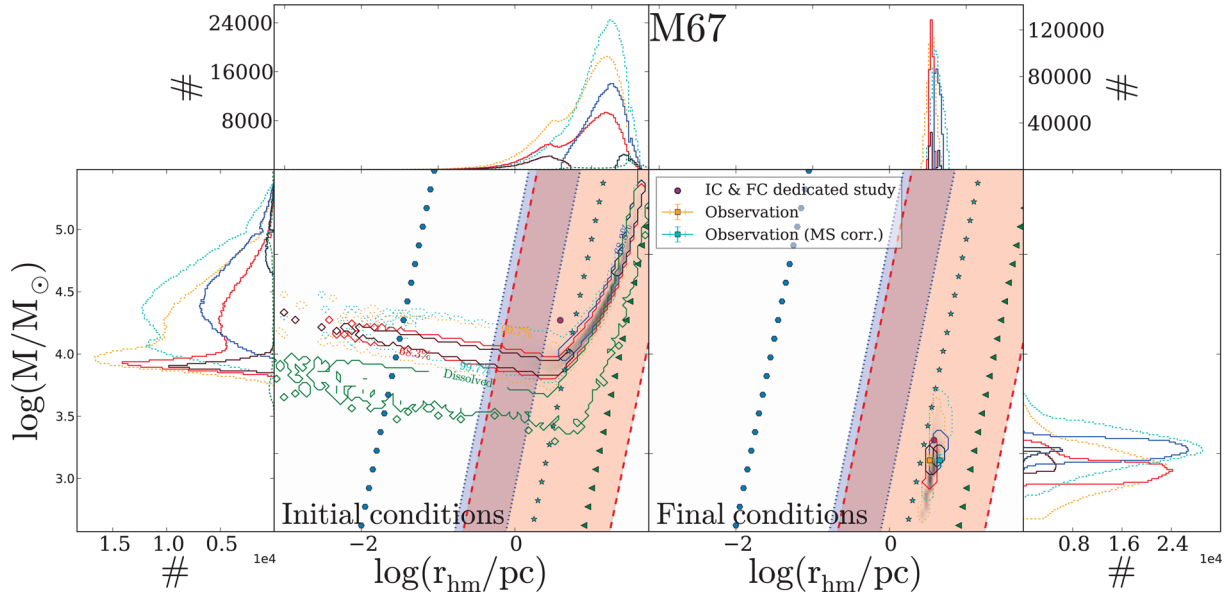 24000
16000
8000
#
M67
120000
80000
40000
#
IC & FC dedicated study
Observation
Observation (MS corr.)
log(M/M⊙)
5.0
4.5
4.0
3.5
3.0
68.3%
99.7%
Dissolved
Initial conditions
Final conditions
1.5 1.0 0.5
1e4
#
−2 0
log(r_hm/pc)
−2 0
log(r_hm/pc)
0.8 1.6 2.4
1e4
#